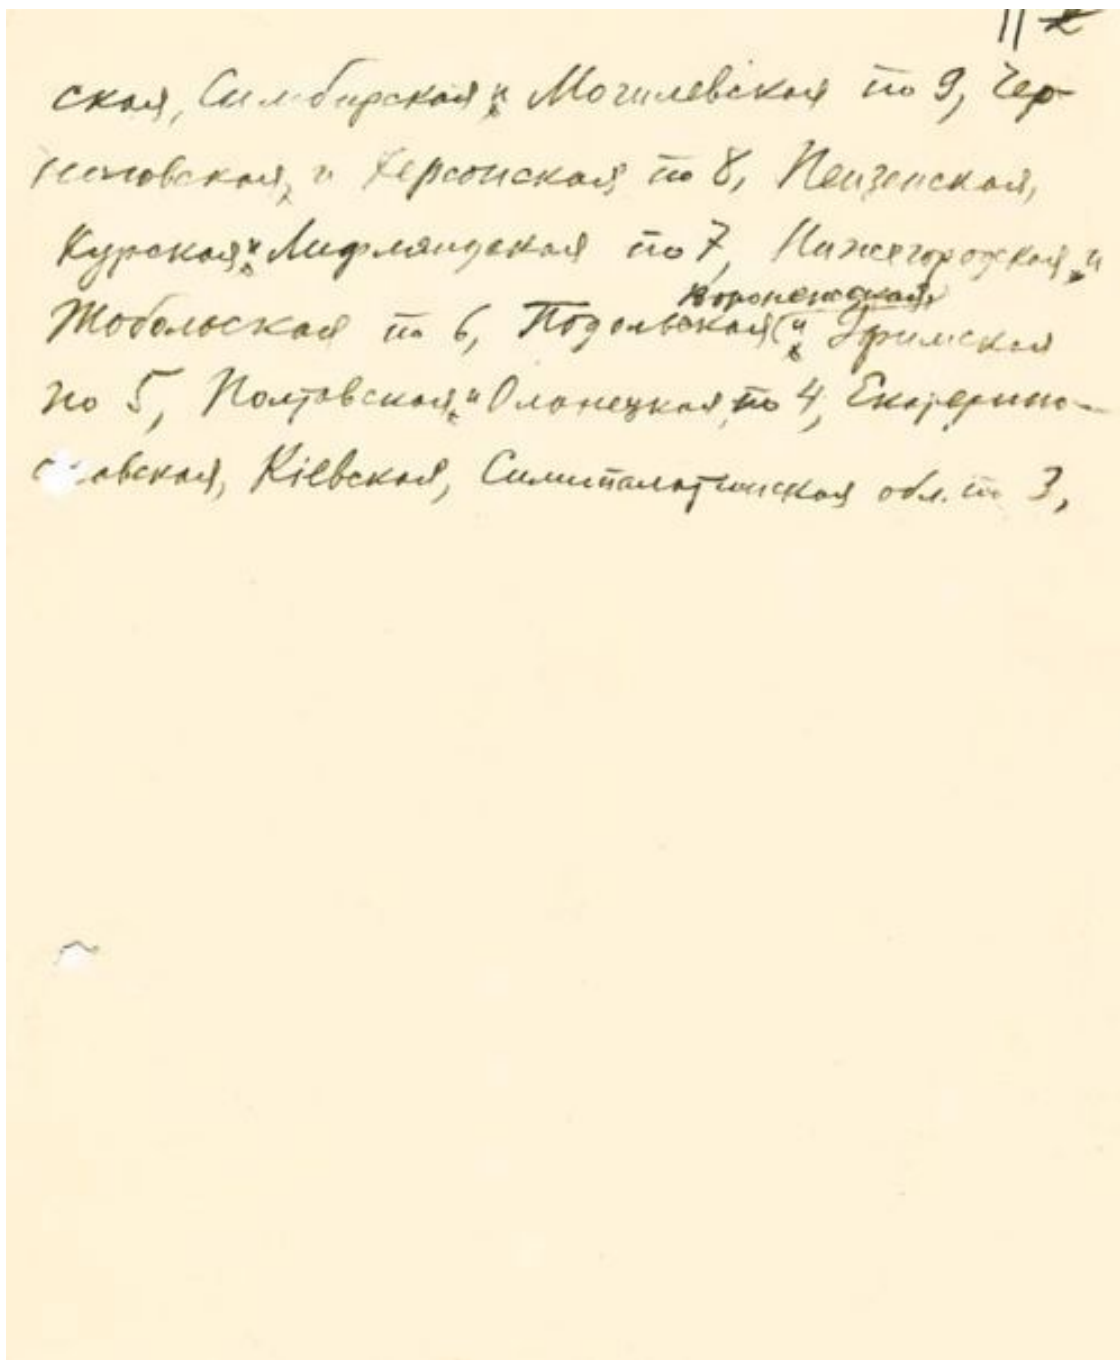 11
ская, Симбирская и Могилевская по 9, Чер-
ниговская, и Херсонская по 8, Пензенская,
Курская и Лифляндская по 7, Нижегородская и
Воронежская,
Тобольская по 6, Подольская и Уфимская
по 5, Полтавская и Олонецкая по 4, Екатерино-
славская, Кiевская, Симипалатинская обл. по 3,